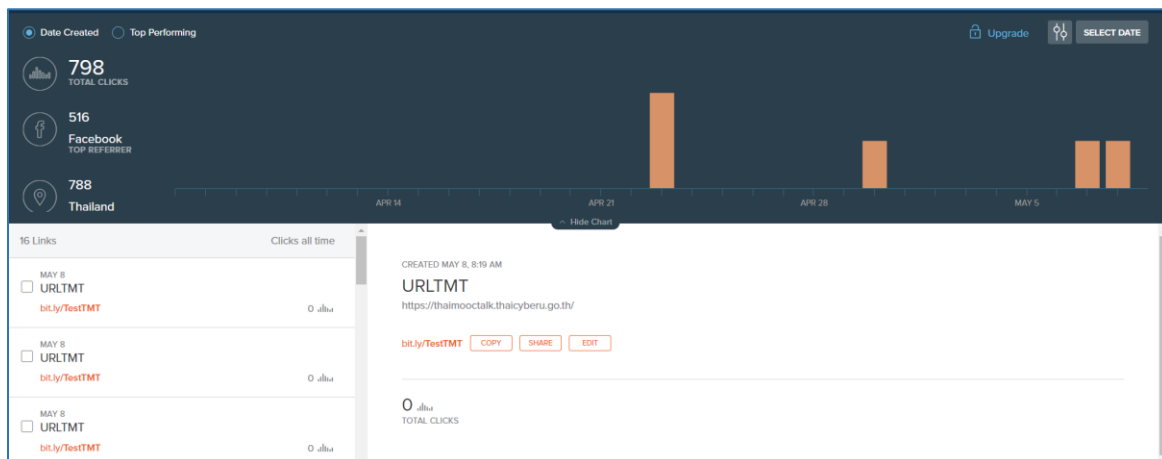 Date Created Top Performing Upgrade SELECT DATE
798
TOTAL CLICKS
516
Facebook
TOP REFERRER
788
Thailand
APR 14 APR 21 APR 28 MAY 5
Hide Chart
16 Links Clicks all time
MAY 8
URLTMT
bit.ly/TestTMT 0
MAY 8
URLTMT
bit.ly/TestTMT 0
MAY 8
URLTMT
bit.ly/TestTMT 0
CREATED MAY 8, 8:19 AM
URLTMT
https://thaimooctalk.thaicyberu.go.th/
bit.ly/TestTMT COPY SHARE EDIT
0
TOTAL CLICKS